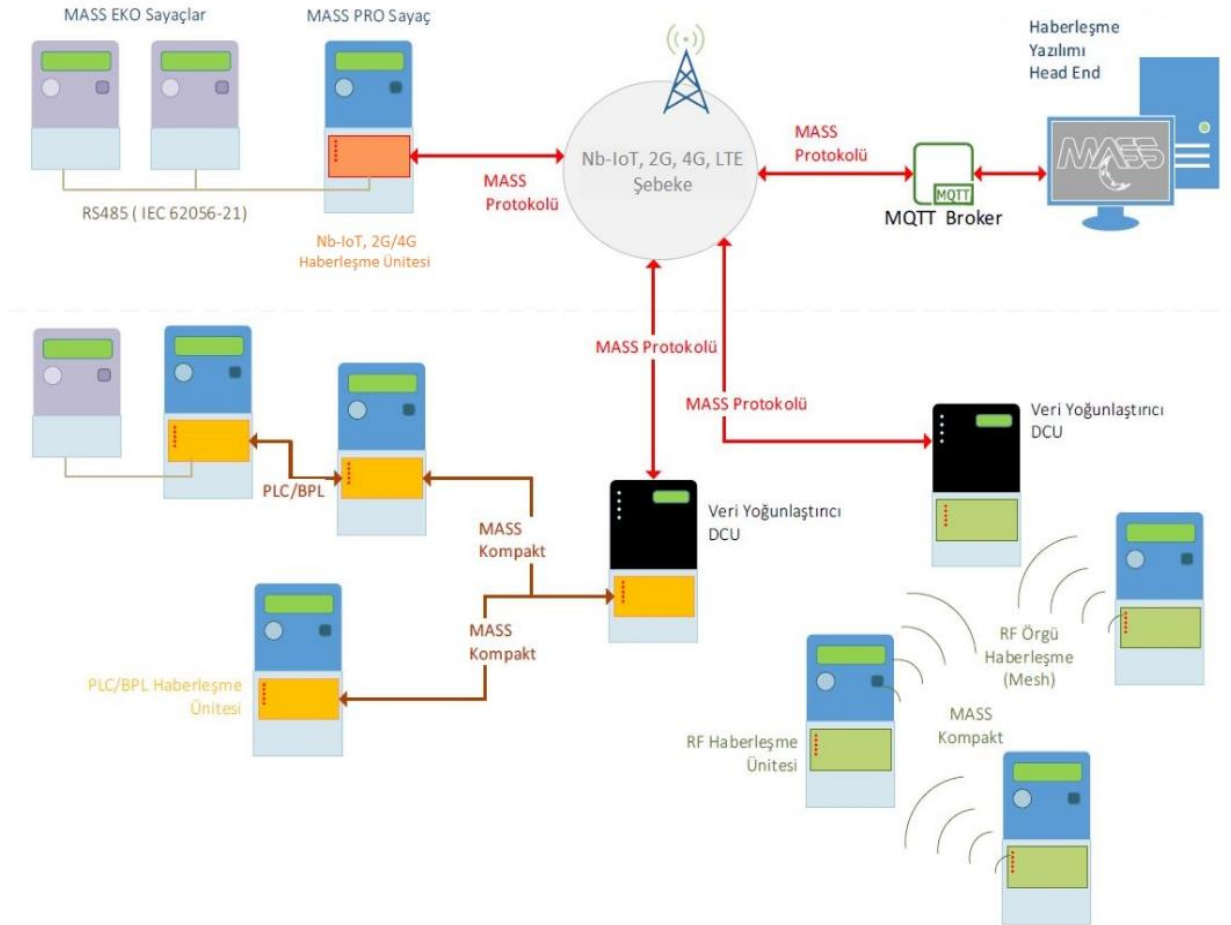 MASS EKO Sayaçlar
MASS PRO Sayaç
Haberleşme
Yazılımı
Head End
MASS
Protokolü
Nb-IoT, 2G, 4G, LTE
Şebeke
MASS
Protokolü
MQTT
MQTT Broker
MASS
RS485 ( IEC 62056-21)
Nb-IoT, 2G/4G
Haberleşme Ünitesi
MASS Protokolü
MASS Protokolü
Veri Yoğunlaştırıcı
DCU
PLC/BPL
Veri Yoğunlaştırıcı
DCU
MASS
Kompakt
MASS
Kompakt
PLC/BPL Haberleşme
Ünitesi
RF Örgü
Haberleşme
(Mesh)
MASS
Kompakt
RF Haberleşme
Ünitesi